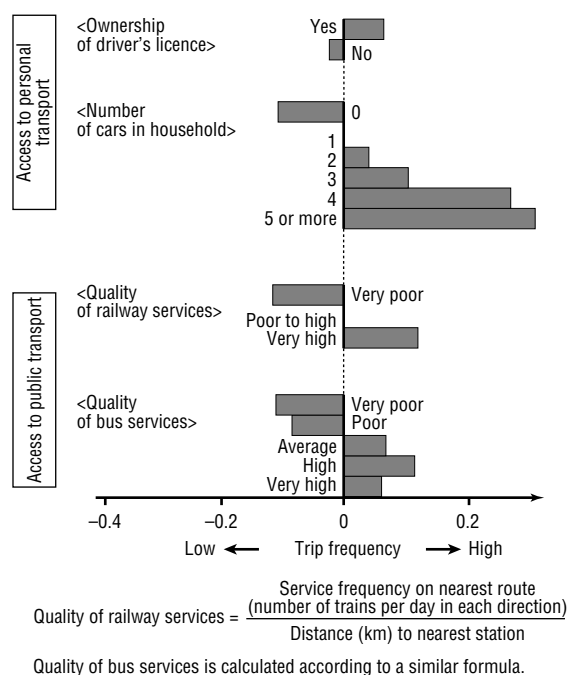 Access to personal
transport
<Ownership
of driver's licence>
Yes
No
<Number
of cars in household>
0
1
2
3
4
5 or more
Access to public transport
<Quality
of railway services>
Very poor
Poor to high
Very high
<Quality
of bus services>
Very poor
Poor
Average
High
Very high
–0.4 –0.2 0 0.2
Low Trip frequency High
Quality of railway services = Service frequency on nearest route
(number of trains per day in each direction)
Distance (km) to nearest station
Quality of bus services is calculated according to a similar formula.